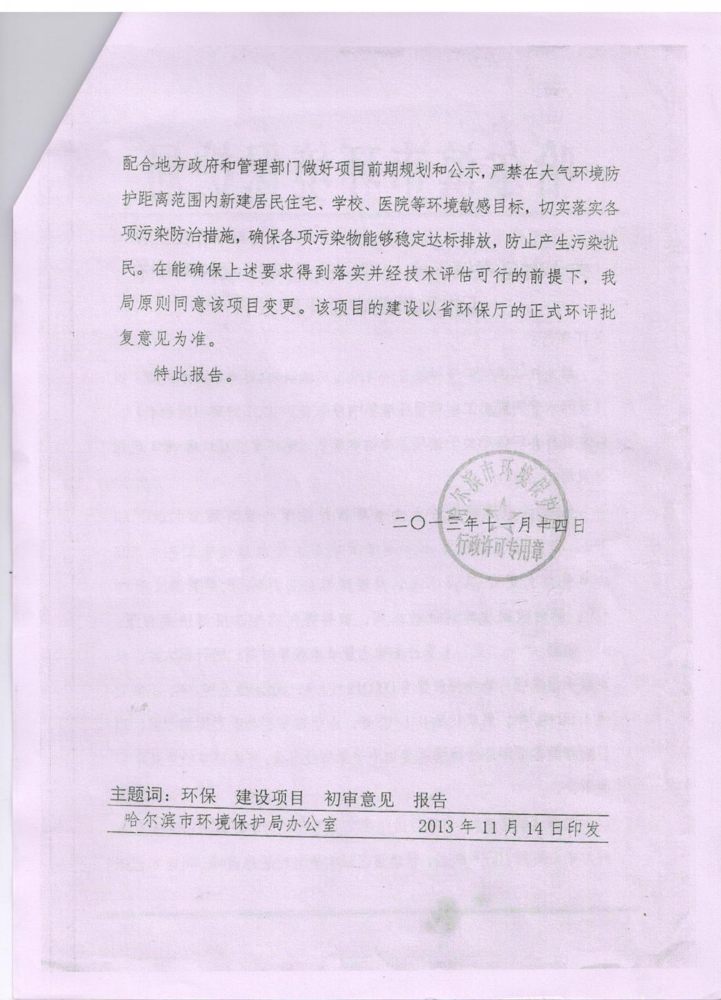 配合地方政府和管理部门做好项目前期规划和公示，严禁在大气环境防
护距离范围内新建居民住宅、学校、医院等环境敏感目标，切实落实各
项污染防治措施，确保各项污染物能够稳定达标排放，防止产生污染扰
民。在能确保上述要求得到落实并经技术评估可行的前提下，我
局原则同意该项目变更。该项目的建设以省环保厅的正式环评批
复意见为准。
特此报告。
哈尔滨市环境保护局
二〇一三年十一月十四日
行政许可专用章
主题词：环保 建设项目 初审意见 报告
哈尔滨市环境保护局办公室 2013 年 11 月 14 日印发